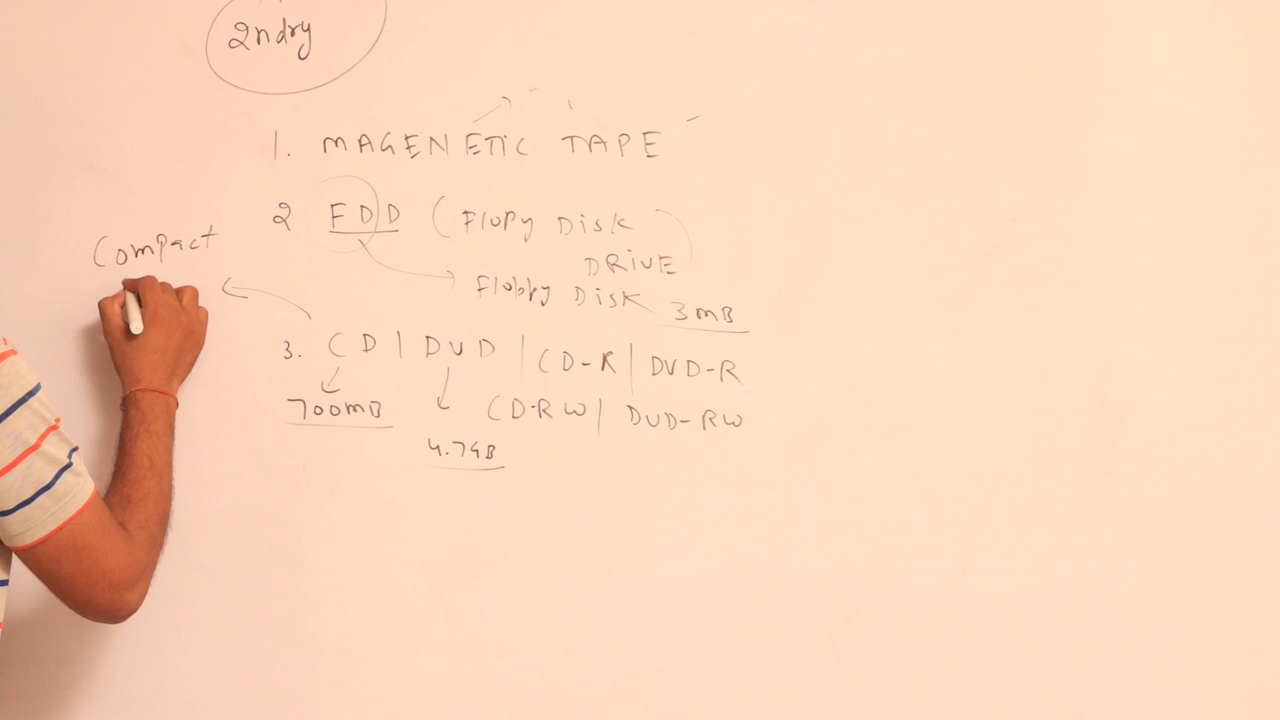 2ndry
1. MAGENETIC TAPE
2 FDD (Flopy Disk
DRIVE)
Floppy Disk 3MB
Compact
3. CD | DVD | CD-R | DVD-R
700MB CD-RW | DVD-RW
4.7GB